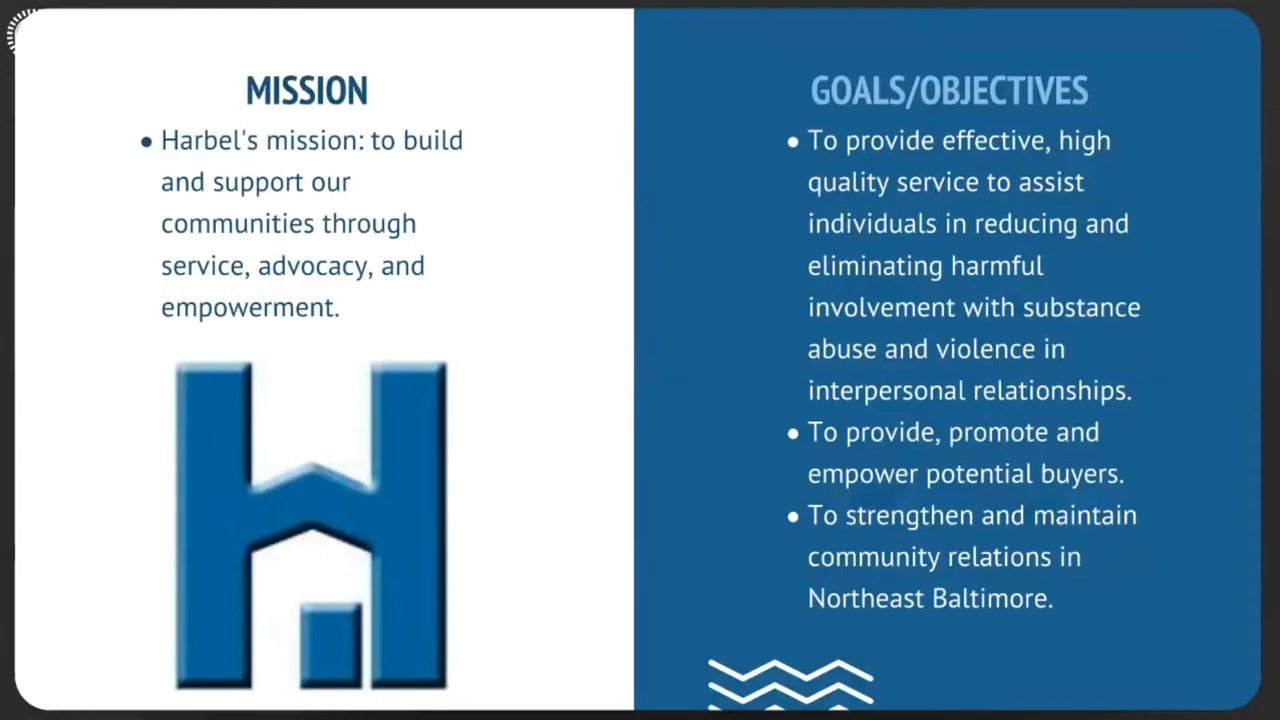 MISSION
• Harbel's mission: to build
and support our
communities through
service, advocacy, and
empowerment.
GOALS/OBJECTIVES
• To provide effective, high
quality service to assist
individuals in reducing and
eliminating harmful
involvement with substance
abuse and violence in
interpersonal relationships.
• To provide, promote and
empower potential buyers.
• To strengthen and maintain
community relations in
Northeast Baltimore.